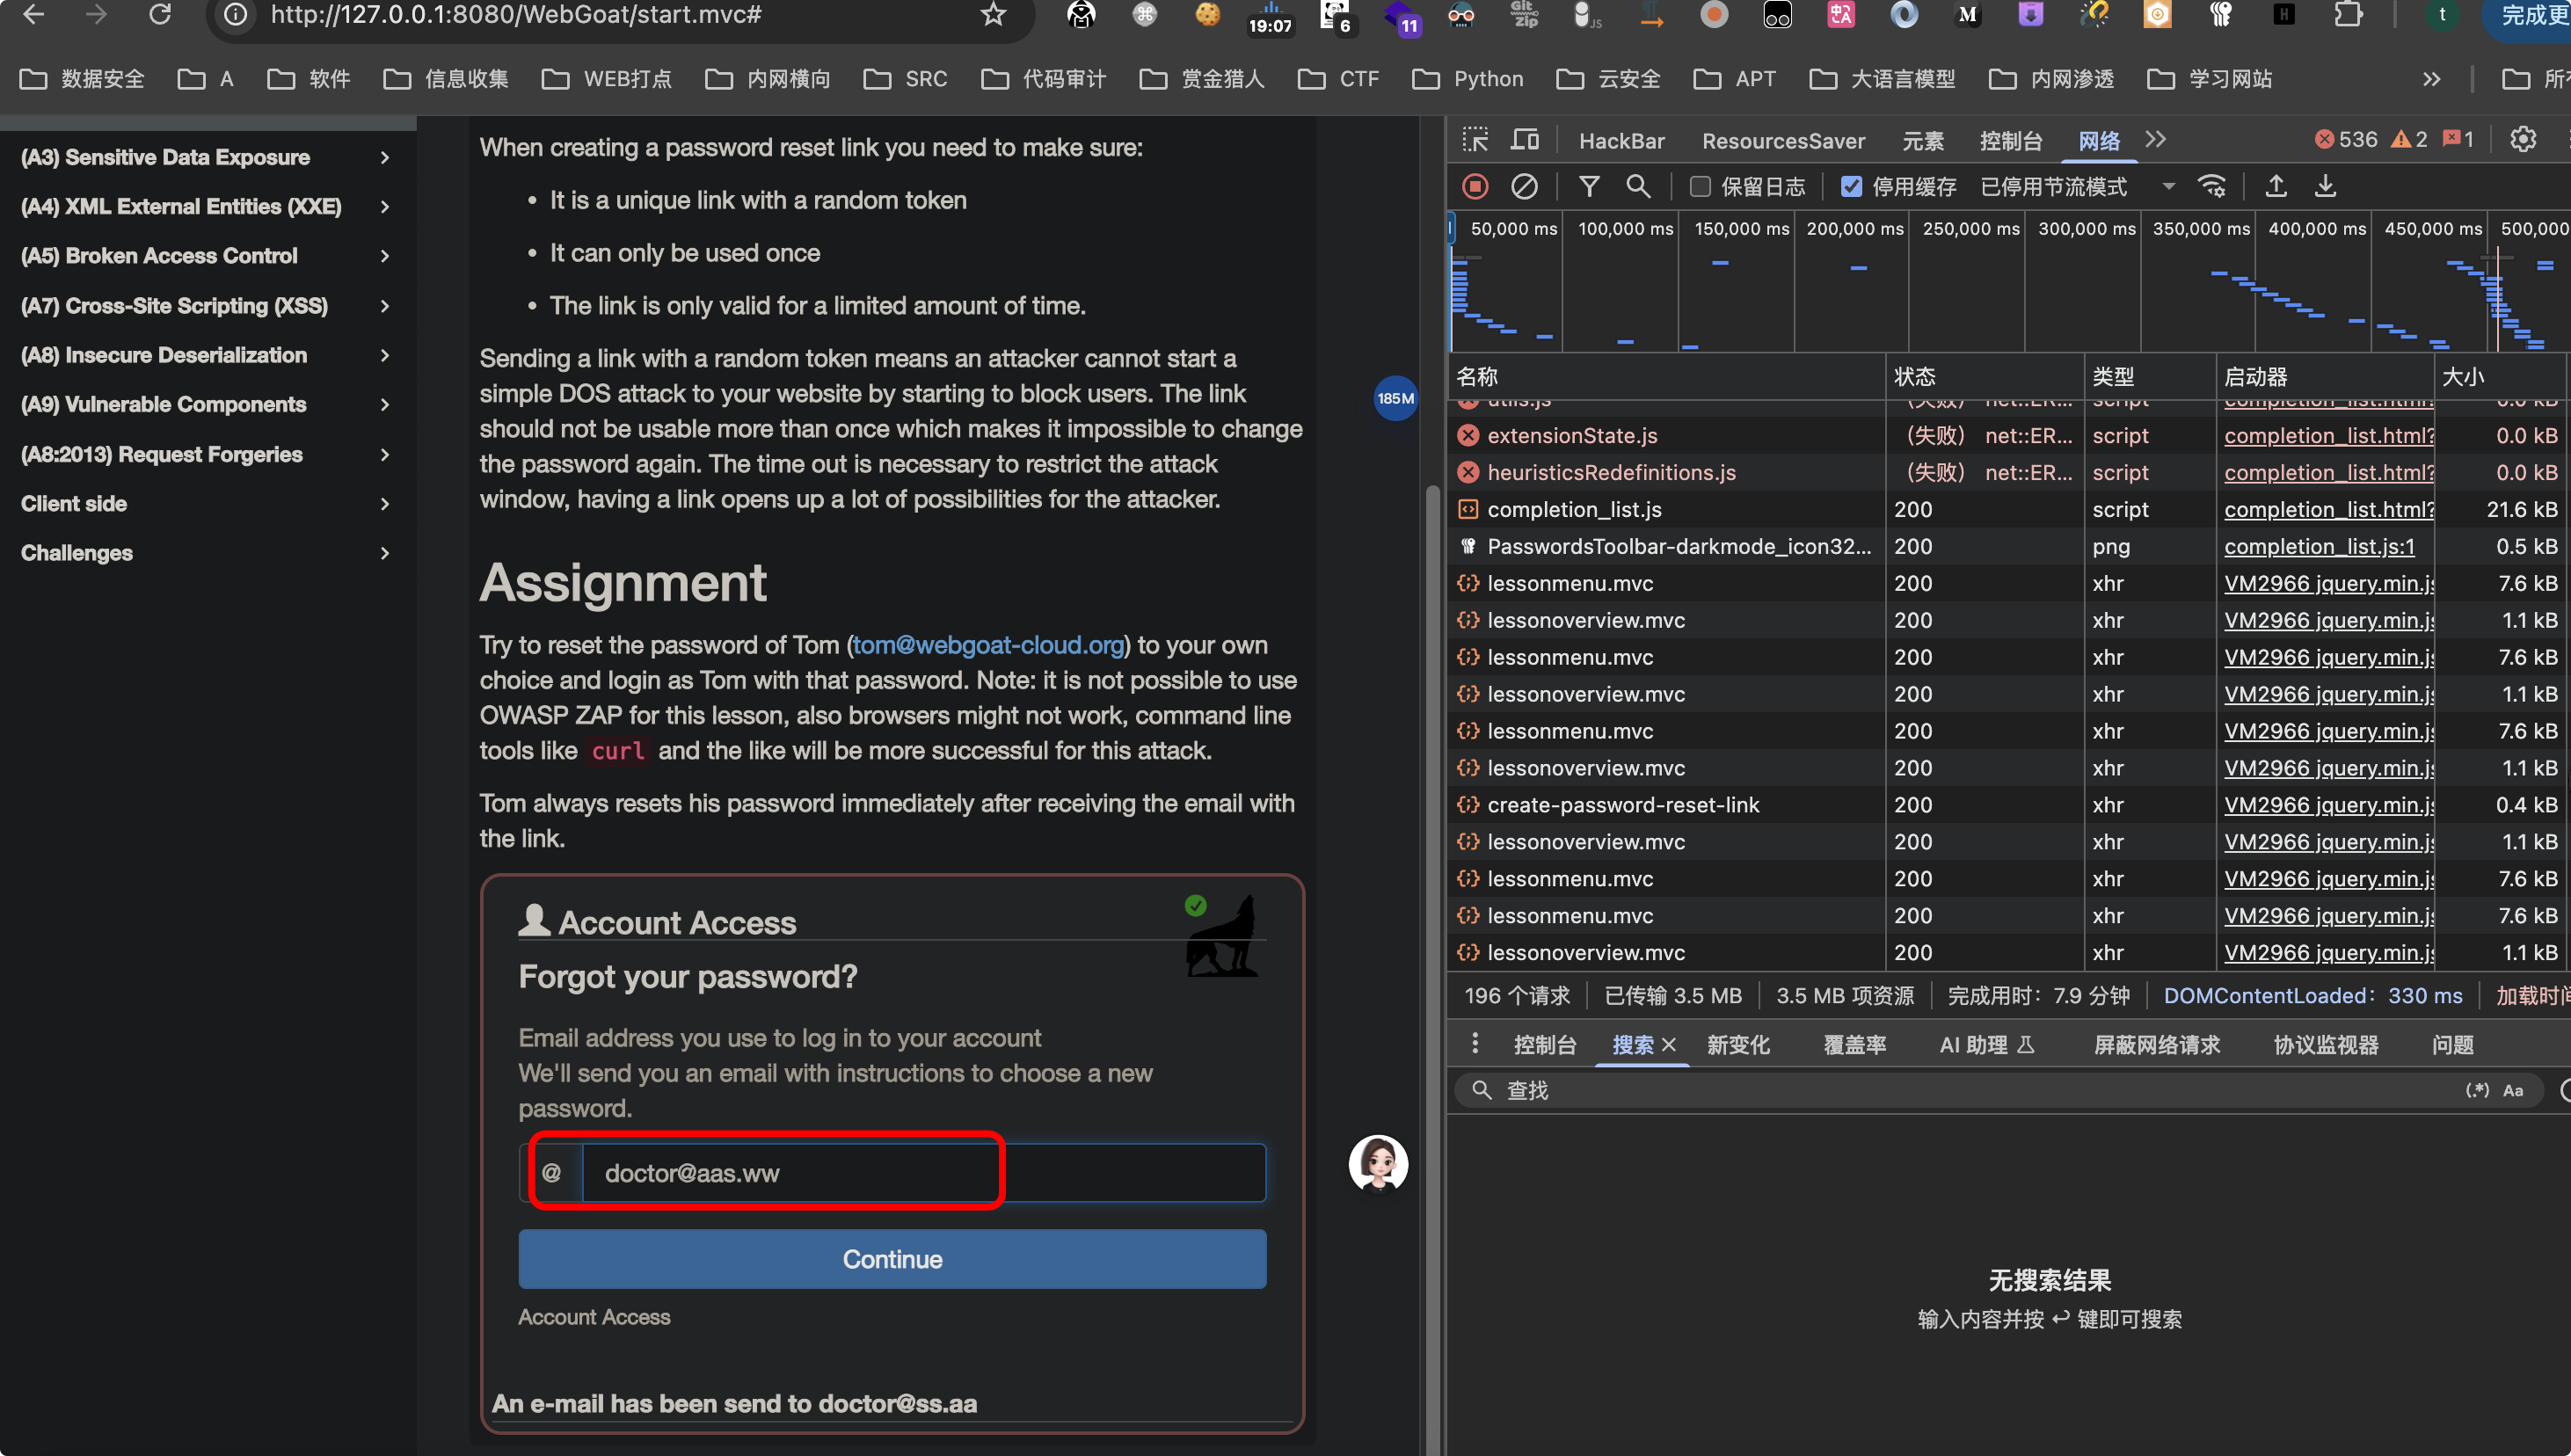 http://127.0.0.1:8080/WebGoat/start.mvc#
19:07
6
11
Git Zip
JS
M
H
t
完成更
数据安全
A
软件
信息收集
WEB打点
内网横向
SRC
代码审计
赏金猎人
CTF
Python
云安全
APT
大语言模型
内网渗透
学习网站
(A3) Sensitive Data Exposure
(A4) XML External Entities (XXE)
(A5) Broken Access Control
(A7) Cross-Site Scripting (XSS)
(A8) Insecure Deserialization
(A9) Vulnerable Components
(A8:2013) Request Forgeries
Client side
Challenges
When creating a password reset link you need to make sure:
• It is a unique link with a random token
• It can only be used once
• The link is only valid for a limited amount of time.
Sending a link with a random token means an attacker cannot start a
simple DOS attack to your website by starting to block users. The link
should not be usable more than once which makes it impossible to change
the password again. The time out is necessary to restrict the attack
window, having a link opens up a lot of possibilities for the attacker.
Assignment
Try to reset the password of Tom (tom@webgoat-cloud.org) to your own
choice and login as Tom with that password. Note: it is not possible to use
OWASP ZAP for this lesson, also browsers might not work, command line
tools like curl and the like will be more successful for this attack.
Tom always resets his password immediately after receiving the email with
the link.
Account Access
Forgot your password?
Email address you use to log in to your account
We'll send you an email with instructions to choose a new
password.
@ doctor@aas.ww
Continue
Account Access
An e-mail has been send to doctor@ss.aa
185M
HackBar ResourcesSaver 元素 控制台 网络 536 2 1
保留日志 停用缓存 已停用节流模式
50,000 ms 100,000 ms 150,000 ms 200,000 ms 250,000 ms 300,000 ms 350,000 ms 400,000 ms 450,000 ms 500,000
名称 状态 类型 启动器 大小
utils.js （失败） net::ER... script completion_list.html? 0.0 kB
extensionState.js （失败） net::ER... script completion_list.html? 0.0 kB
heuristicsRedefinitions.js （失败） net::ER... script completion_list.html? 0.0 kB
completion_list.js 200 script completion_list.html? 21.6 kB
PasswordsToolbar-darkmode_icon32... 200 png completion_list.js:1 0.5 kB
lessonmenu.mvc 200 xhr VM2966 jquery.min.js 7.6 kB
lessonoverview.mvc 200 xhr VM2966 jquery.min.js 1.1 kB
lessonmenu.mvc 200 xhr VM2966 jquery.min.js 7.6 kB
lessonoverview.mvc 200 xhr VM2966 jquery.min.js 1.1 kB
lessonmenu.mvc 200 xhr VM2966 jquery.min.js 7.6 kB
lessonoverview.mvc 200 xhr VM2966 jquery.min.js 1.1 kB
create-password-reset-link 200 xhr VM2966 jquery.min.js 0.4 kB
lessonoverview.mvc 200 xhr VM2966 jquery.min.js 1.1 kB
lessonmenu.mvc 200 xhr VM2966 jquery.min.js 7.6 kB
lessonmenu.mvc 200 xhr VM2966 jquery.min.js 7.6 kB
lessonoverview.mvc 200 xhr VM2966 jquery.min.js 1.1 kB
196 个请求 已传输 3.5 MB 3.5 MB 项资源 完成用时：7.9 分钟 DOMContentLoaded：330 ms 加载时间
控制台 搜索 新变化 覆盖率 AI 助理 屏蔽网络请求 协议监视器 问题
查找 (.*) Aa
无搜索结果
输入内容并按 ↩ 键即可搜索